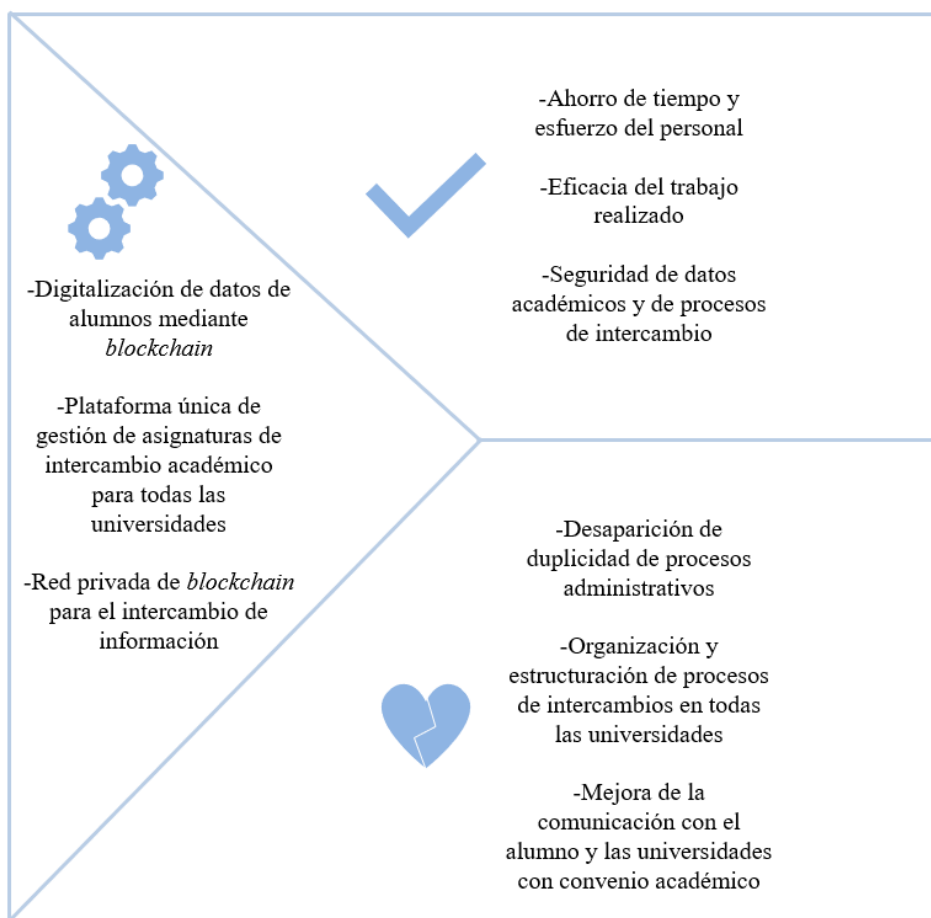 -Digitalización de datos de
alumnos mediante
blockchain
-Plataforma única de
gestión de asignaturas de
intercambio académico
para todas las
universidades
-Red privada de blockchain
para el intercambio de
información
-Ahorro de tiempo y
esfuerzo del personal
-Eficacia del trabajo
realizado
-Seguridad de datos
académicos y de procesos
de intercambio
-Desaparición de
duplicidad de procesos
administrativos
-Organización y
estructuración de procesos
de intercambios en todas
las universidades
-Mejora de la
comunicación con el
alumno y las universidades
con convenio académico